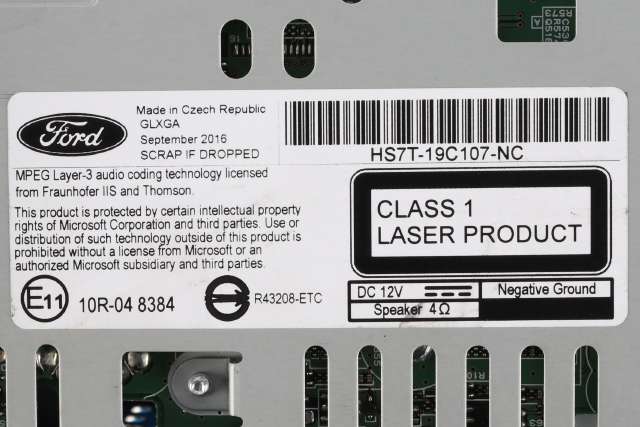 Ford
Made in Czech Republic
GLXGA
September 2016
SCRAP IF DROPPED
HS7T-19C107-NC
MPEG Layer-3 audio coding technology licensed
from Fraunhofer IIS and Thomson.
This product is protected by certain intellectual property
rights of Microsoft Corporation and third parties. Use or
distribution of such technology outside of this product is
prohibited without a license from Microsoft or an
authorized Microsoft subsidiary and third parties.
CLASS 1
LASER PRODUCT
E11 10R-04 8384
R43208-ETC
DC 12V
Negative Ground
Speaker 4Ω
R573